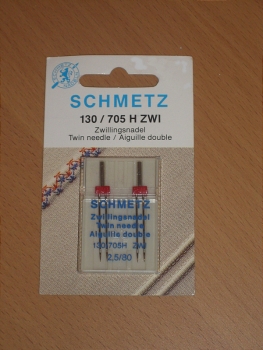 SCHMETZ
130 / 705 H ZWI
Zwillingsnadel
Twin needle / Aiguille double
SCHMETZ
Zwillingsnadel
Twin needle
Aiguille double
130/705H ZWI
2,5/80